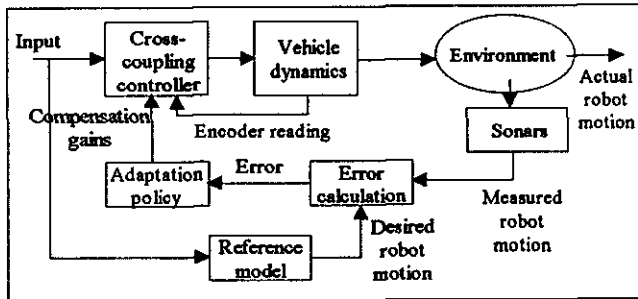 Input
Cross-
coupling
controller
Vehicle
dynamics
Environment
Actual
robot
motion
Compensation
gains
Encoder reading
Sonars
Adaptation
policy
Error
Error
calculation
Measured
robot
motion
Reference
model
Desired
robot
motion